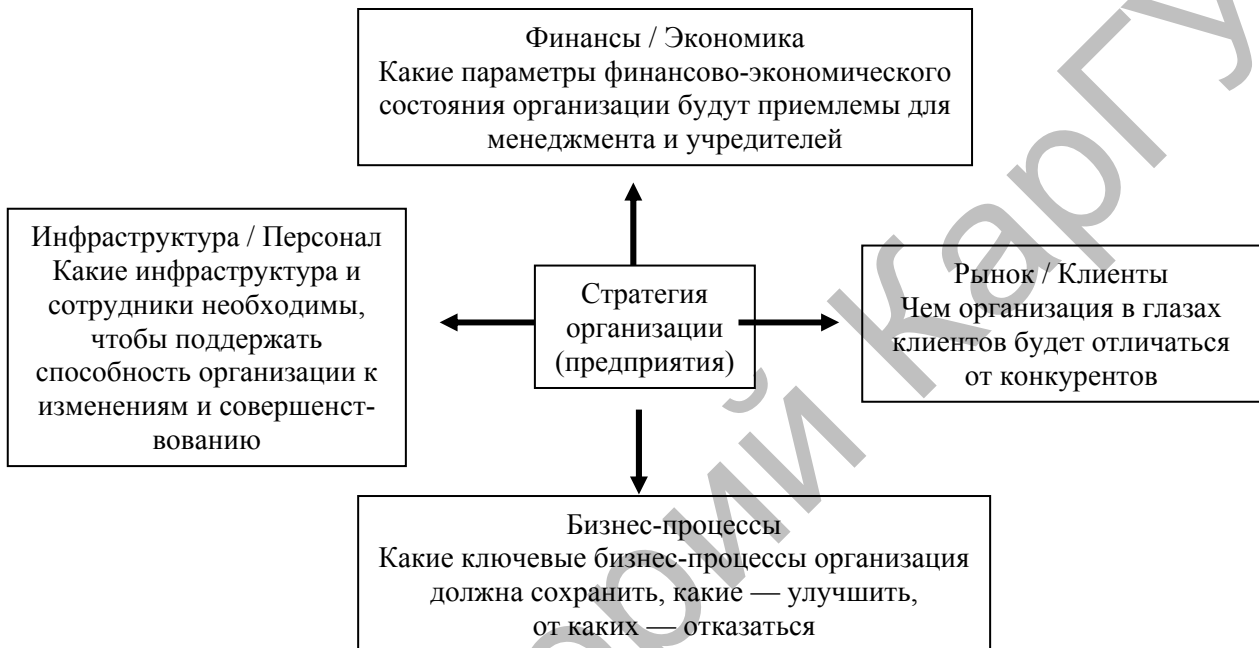 Финансы / Экономика
Какие параметры финансово-экономического
состояния организации будут приемлемы для
менеджмента и учредителей
Инфраструктура / Персонал
Какие инфраструктура и
сотрудники необходимы,
чтобы поддержать
способность организации к
изменениям и совершенст-
вованию
Стратегия
организации
(предприятия)
Рынок / Клиенты
Чем организация в глазах
клиентов будет отличаться
от конкурентов
Бизнес-процессы
Какие ключевые бизнес-процессы организация
должна сохранить, какие — улучшить,
от каких — отказаться